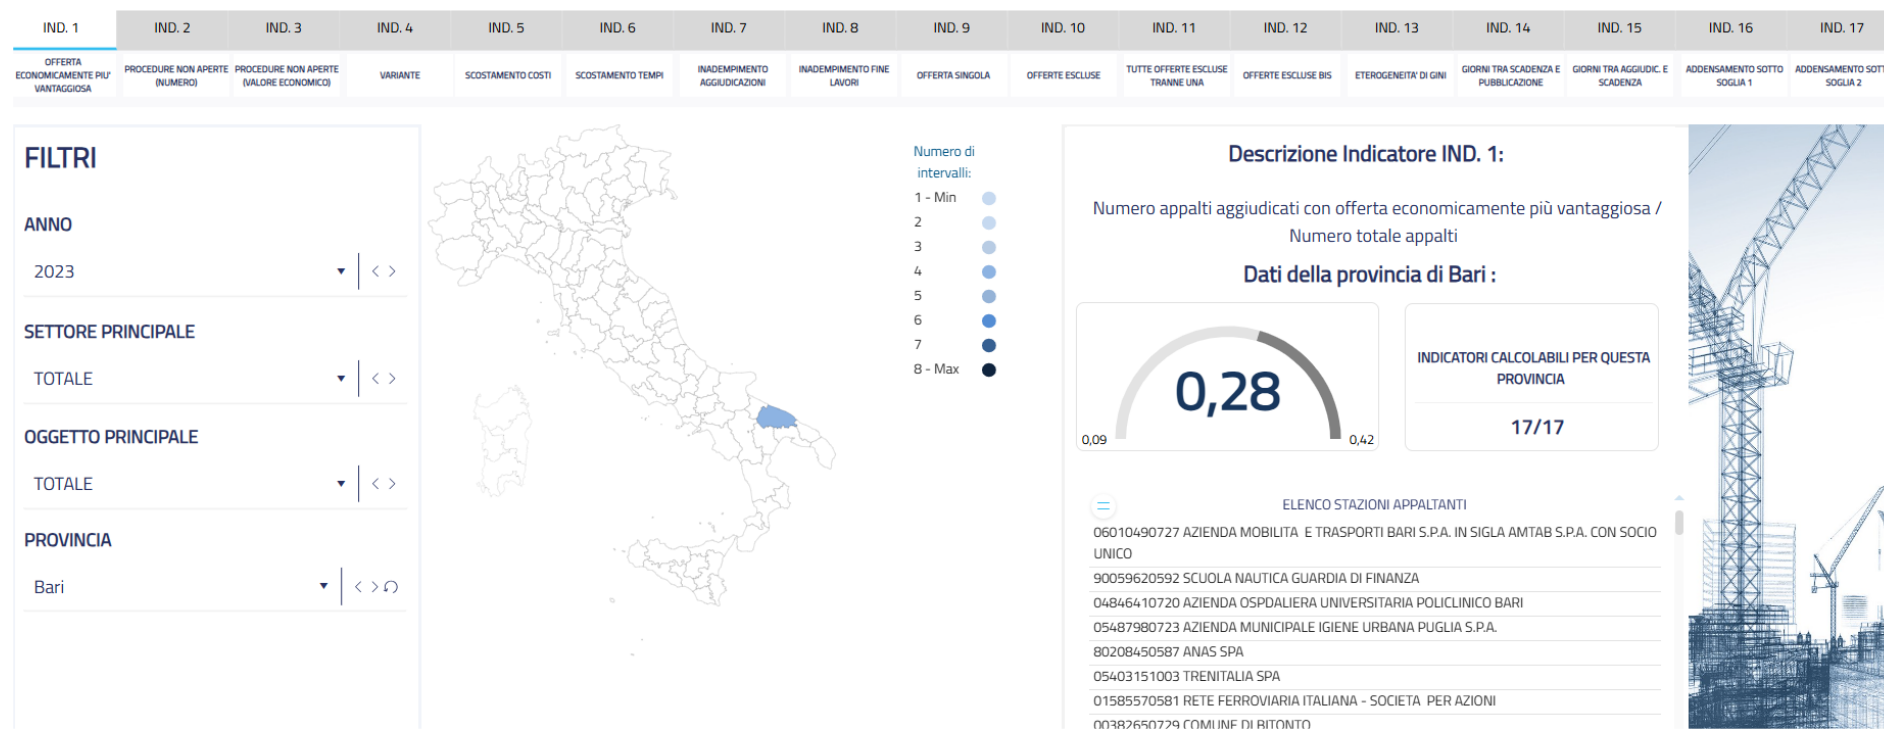 IND. 1
IND. 2
IND. 3
IND. 4
IND. 5
IND. 6
IND. 7
IND. 8
IND. 9
IND. 10
IND. 11
IND. 12
IND. 13
IND. 14
IND. 15
IND. 16
IND. 17
OFFERTA
ECONOMICAMENTE PIU'
VANTAGGIOSA
PROCEDURE NON APERTE
(NUMERO)
PROCEDURE NON APERTE
(VALORE ECONOMICO)
VARIANTE
SCOSTAMENTO COSTI
SCOSTAMENTO TEMPI
INADEMPIMENTO
AGGIUDICAZIONI
INADEMPIMENTO FINE
LAVORI
OFFERTA SINGOLA
OFFERTE ESCLUSE
TUTTE OFFERTE ESCLUSE
TRANNE UNA
OFFERTE ESCLUSE BIS
ETEROGENEITA' DI GINI
GIORNI TRA SCADENZA E
PUBBLICAZIONE
GIORNI TRA AGGIUDIC. E
SCADENZA
ADDENSAMENTO SOTTO
SOGLIA 1
ADDENSAMENTO SOTT
SOGLIA 2
FILTRI
ANNO
2023
SETTORE PRINCIPALE
TOTALE
OGGETTO PRINCIPALE
TOTALE
PROVINCIA
Bari
Numero di
intervalli:
1 - Min
2
3
4
5
6
7
8 - Max
Descrizione Indicatore IND. 1:
Numero appalti aggiudicati con offerta economicamente più vantaggiosa /
Numero totale appalti
Dati della provincia di Bari :
0,28
0,09
0,42
INDICATORI CALCOLABILI PER QUESTA
PROVINCIA
17/17
ELENCO STAZIONI APPALTANTI
06010490727 AZIENDA MOBILITA E TRASPORTI BARI S.P.A. IN SIGLA AMTAB S.P.A. CON SOCIO
UNICO
90059620592 SCUOLA NAUTICA GUARDIA DI FINANZA
04846410720 AZIENDA OSPDALIERA UNIVERSITARIA POLICLINICO BARI
05487980723 AZIENDA MUNICIPALE IGIENE URBANA PUGLIA S.P.A.
80208450587 ANAS SPA
05403151003 TRENITALIA SPA
01585570581 RETE FERROVIARIA ITALIANA - SOCIETA PER AZIONI
00382650729 COMUNE DI BITONTO